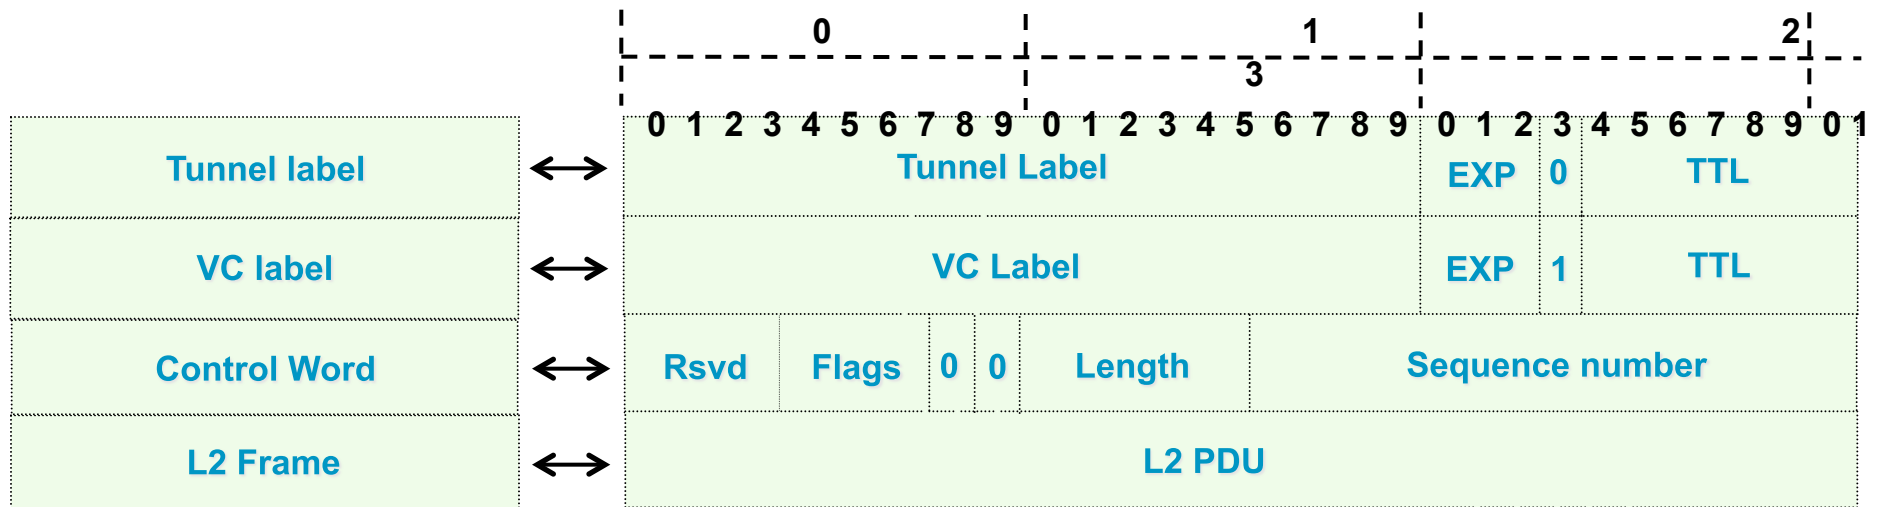 0 1 2
3
0 1 2 3 4 5 6 7 8 9 0 1 2 3 4 5 6 7 8 9 0 1 2 3 4 5 6 7 8 9 0 1
Tunnel label Tunnel Label EXP 0 TTL
VC label VC Label EXP 1 TTL
Control Word Rsvd Flags 0 0 Length Sequence number
L2 Frame L2 PDU